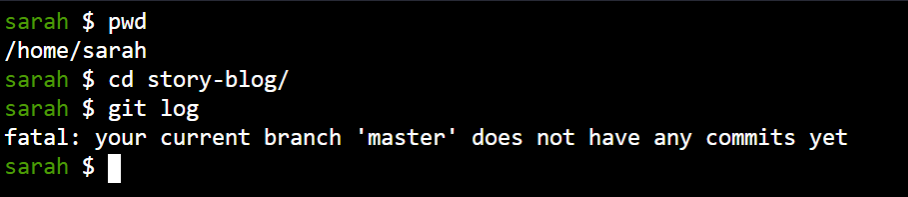 sarah $ pwd
/home/sarah
sarah $ cd story-blog/
sarah $ git log
fatal: your current branch 'master' does not have any commits yet
sarah $